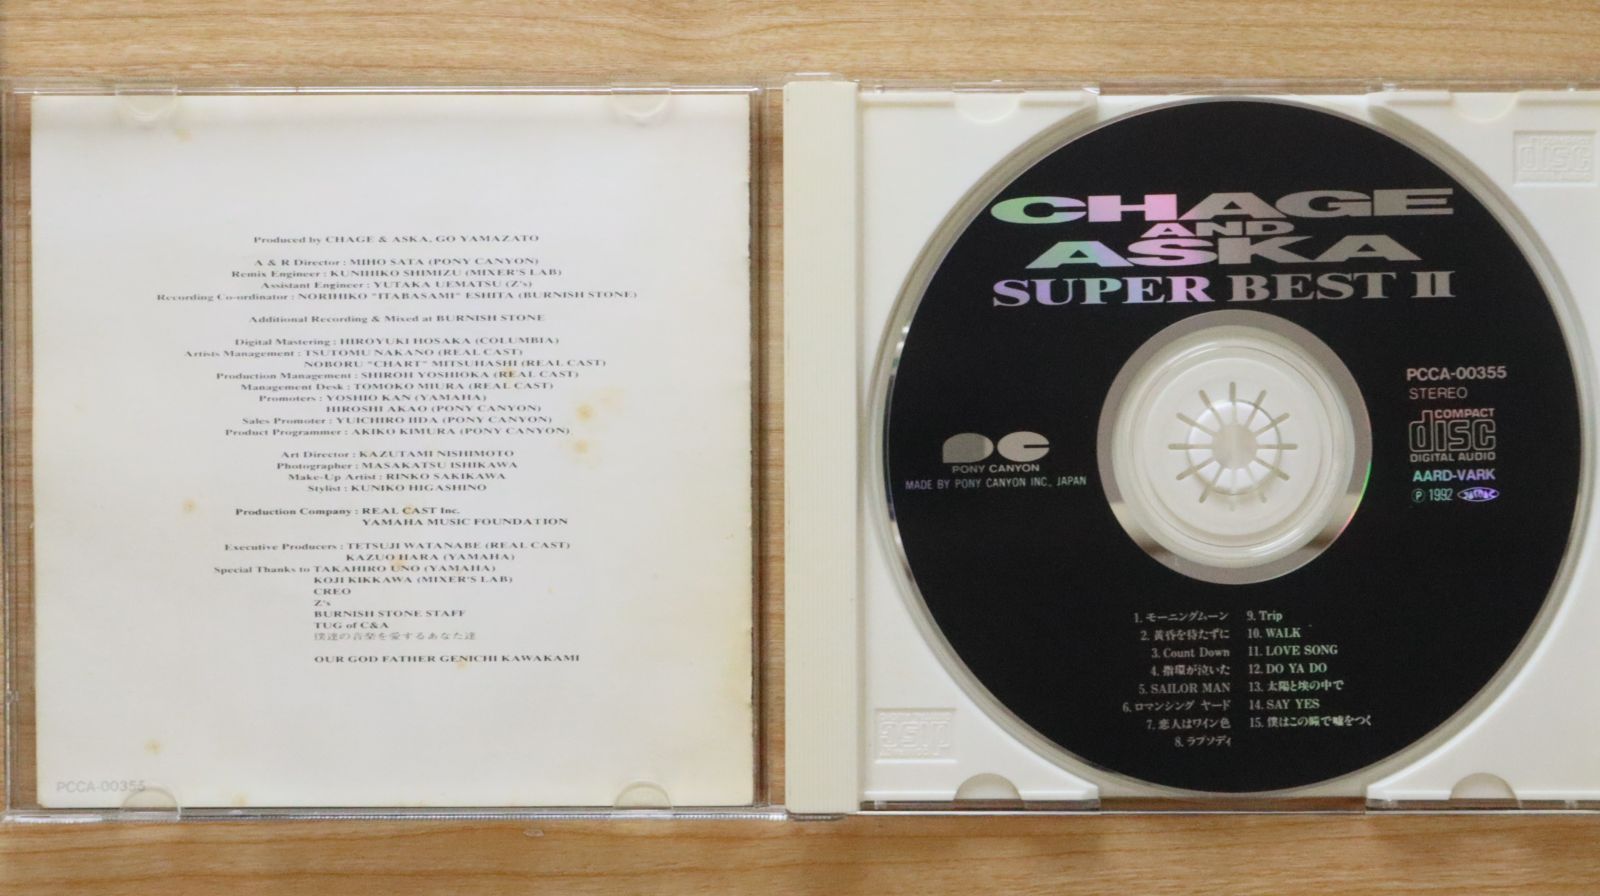 Produced by CHAGE & ASKA, GO YAMAZATO
A & R Director : MIHO SATA (PONY CANYON)
Remix Engineer : KUNIHIKO SHIMIZU (MIXER'S LAB)
Assistant Engineer : YUTAKA UEMATSU (Z's)
Recording Co-ordinator : NORIHIKO "ITABASAMI" ESHITA (BURNISH STONE)
Additional Recording & Mixed at BURNISH STONE
Digital Mastering : HIROYUKI HOSAKA (COLUMBIA)
Artists Management : TSUTOMU NAKANO (REAL CAST)
NOBORU "CHART" MITSUHASHI (REAL CAST)
Production Management : SHIROH YOSHIOKA (REAL CAST)
Management Desk : TOMOKO MIURA (REAL CAST)
Promoters : YOSHIO KAN (YAMAHA)
HIROSHI AKAO (PONY CANYON)
Sales Promoter : YUICHIRO IIDA (PONY CANYON)
Product Programmer : AKIKO KIMURA (PONY CANYON)
Art Director : KAZUTAMI NISHIMOTO
Photographer : MASAKATSU ISHIKAWA
Make-Up Artist : RINKO SAKIKAWA
Stylist : KUNIKO HIGASHINO
Production Company : REAL CAST Inc.
YAMAHA MUSIC FOUNDATION
Executive Producers : TETSUJI WATANABE (REAL CAST)
KAZUO HARA (YAMAHA)
Special Thanks to TAKAHIRO UNO (YAMAHA)
KOJI KIKKAWA (MIXER'S LAB)
CREO
Z's
BURNISH STONE STAFF
TUG of C&A
僕達の音楽を愛するあなた達
OUR GOD FATHER GENICHI KAWAKAMI
PCCA-00355
CHAGE
AND
ASKA
SUPER BEST II
PCCA-00355
STEREO
COMPACT
disc
DIGITAL AUDIO
AARD-VARK
Ⓟ 1992
PONY CANYON
MADE BY PONY CANYON INC., JAPAN
1. モーニングムーン
2. 黄昏を待たずに
3. Count Down
4. 指環が泣いた
5. SAILOR MAN
6. ロマンシング ヤード
7. 恋人はワイン色
8. ラプソディ
9. Trip
10. WALK
11. LOVE SONG
12. DO YA DO
13. 太陽と埃の中で
14. SAY YES
15. 僕はこの瞳で嘘をつく
disc
disc